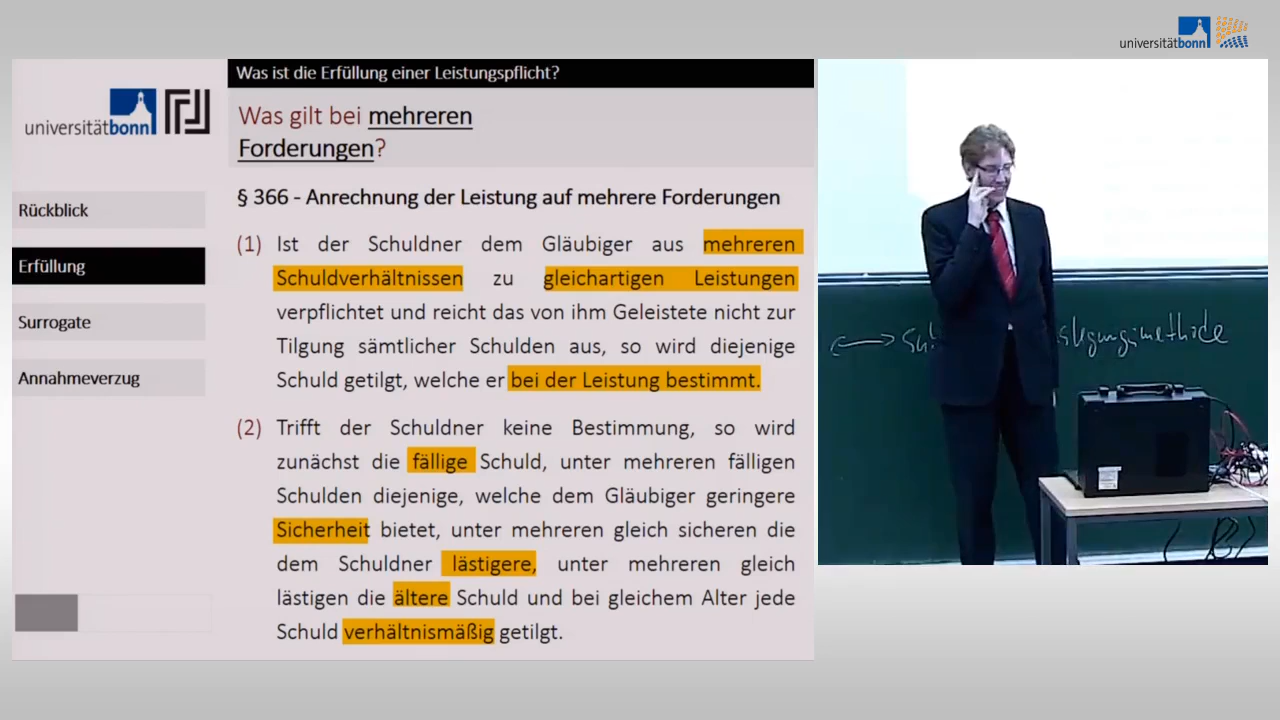 universitätbonn
Was ist die Erfüllung einer Leistungspflicht?
universitätbonn
Was gilt bei mehreren
Forderungen?
§ 366 - Anrechnung der Leistung auf mehrere Forderungen
Rückblick
Erfüllung
Surrogate
Annahmeverzug
(1) Ist der Schuldner dem Gläubiger aus mehreren
Schuldverhältnissen zu gleichartigen Leistungen
verpflichtet und reicht das von ihm Geleistete nicht zur
Tilgung sämtlicher Schulden aus, so wird diejenige
Schuld getilgt, welche er bei der Leistung bestimmt.
(2) Trifft der Schuldner keine Bestimmung, so wird
zunächst die fällige Schuld, unter mehreren fälligen
Schulden diejenige, welche dem Gläubiger geringere
Sicherheit bietet, unter mehreren gleich sicheren die
dem Schuldner lästigere, unter mehreren gleich
lästigen die ältere Schuld und bei gleichem Alter jede
Schuld verhältnismäßig getilgt.